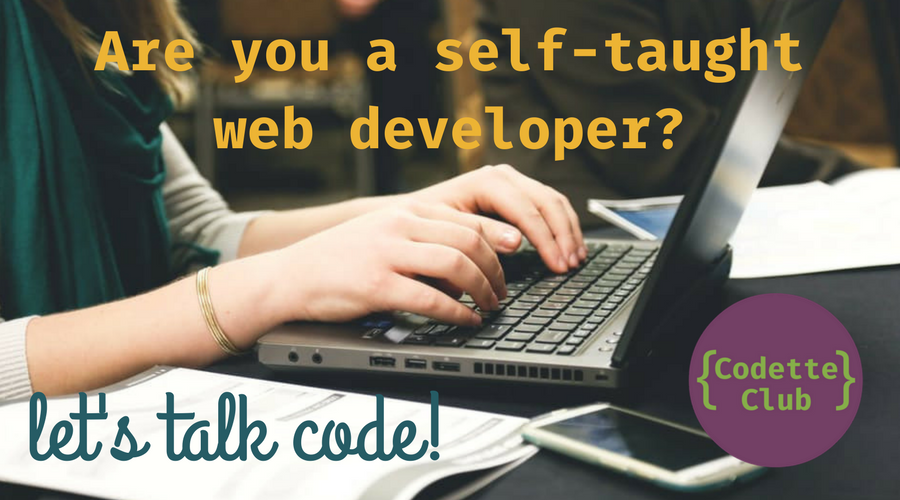 Are you a self-taught
web developer?
let's talk code!
{Codette
Club}